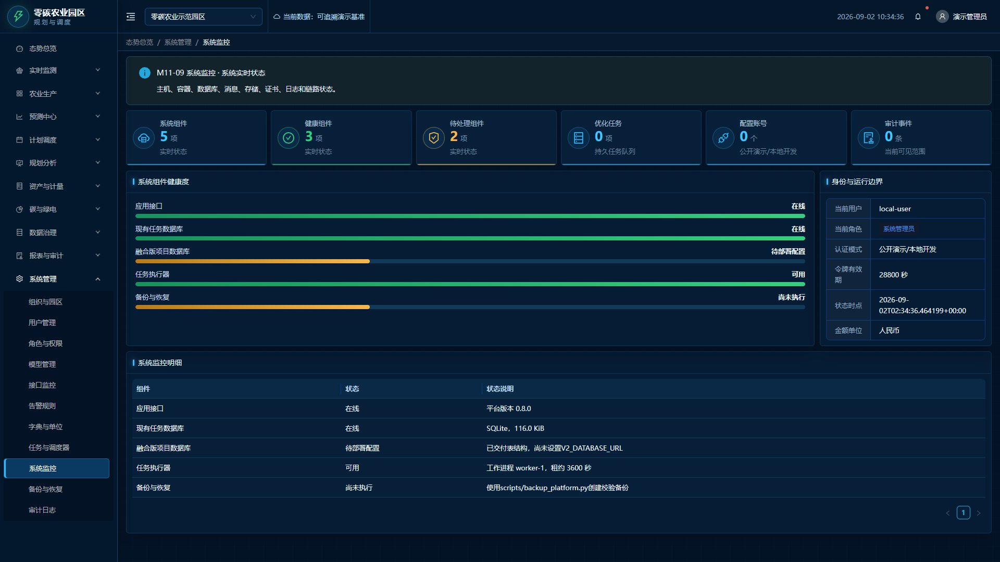 零碳农业园区
规划与调度
零碳农业示范园区
当前数据：可追溯演示基准
2026-09-02 10:34:36
演示管理员
态势总览
实时监测
农业生产
预测中心
计划调度
规划分析
资产与计量
碳与绿电
数据治理
报表与审计
系统管理
组织与园区
用户管理
角色与权限
模型管理
接口监控
告警规则
字典与单位
任务与调度器
系统监控
备份与恢复
审计日志
态势总览 / 系统管理 / 系统监控
M11-09 系统监控 · 系统实时状态
主机、容器、数据库、消息、存储、证书、日志和链路状态。
系统组件
5 项
实时状态
健康组件
3 项
实时状态
待处理组件
2 项
实时状态
优化任务
0 项
持久任务队列
配置账号
0 个
公开演示/本地开发
审计事件
0 条
当前可见范围
系统组件健康度
应用接口 在线
现有任务数据库 在线
融合版项目数据库 待部署配置
任务执行器 可用
备份与恢复 尚未执行
身份与运行边界
当前用户 local-user
当前角色 系统管理员
认证模式 公开演示/本地开发
令牌有效期 28800 秒
状态时点 2026-09-02T02:34:36.464199+00:00
金额单位 人民币
系统监控明细
组件 状态 状态说明
应用接口 在线 平台版本 0.8.0
现有任务数据库 在线 SQLite，116.0 KiB
融合版项目数据库 待部署配置 已交付表结构，尚未设置V2_DATABASE_URL
任务执行器 可用 工作进程 worker-1，租约 3600 秒
备份与恢复 尚未执行 使用scripts/backup_platform.py创建校验备份
1